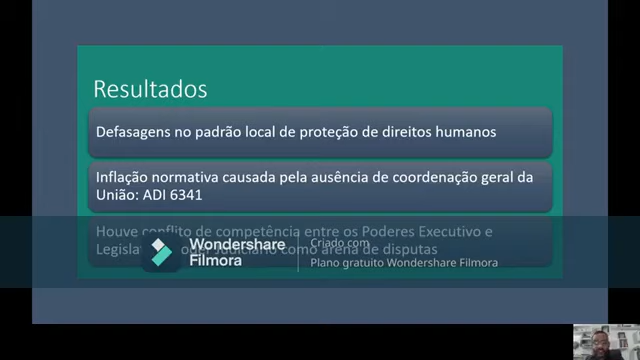 Resultados
Defasagens no padrão local de proteção de direitos humanos
Inflação normativa causada pela ausência de coordenação geral da
União: ADI 6341
Houve conflito de competência entre os Poderes Executivo e
Judiciário como arena de disputas
Wondershare
Filmora
Criado com
Plano gratuito Wondershare Filmora